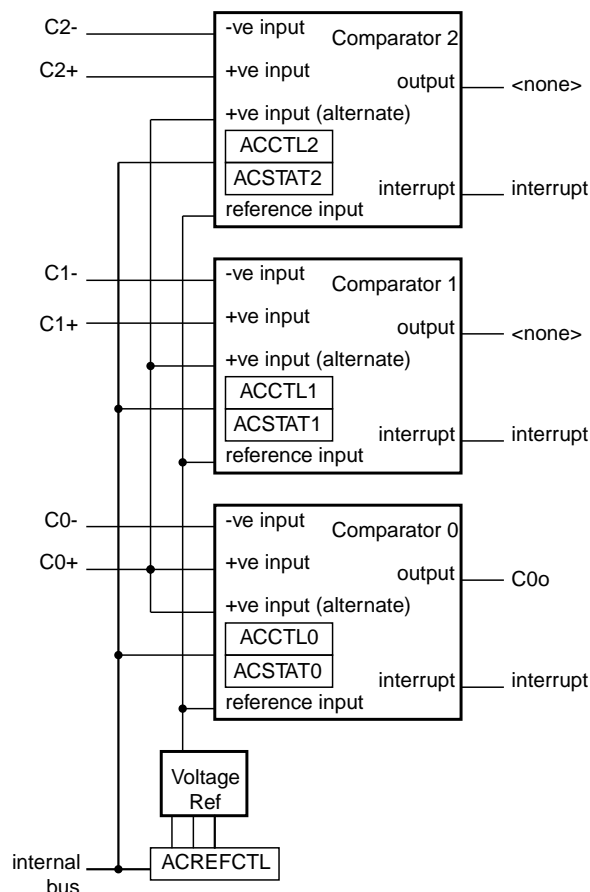 C2-
-ve input
Comparator 2
C2+
+ve input
output
<none>
+ve input (alternate)
ACCTL2
ACSTAT2
interrupt
interrupt
reference input
C1-
-ve input
Comparator 1
C1+
+ve input
output
<none>
+ve input (alternate)
ACCTL1
ACSTAT1
interrupt
interrupt
reference input
C0-
-ve input
Comparator 0
C0+
+ve input
output
C0o
+ve input (alternate)
ACCTL0
ACSTAT0
interrupt
interrupt
reference input
Voltage
Ref
internal
bus
ACREFCTL